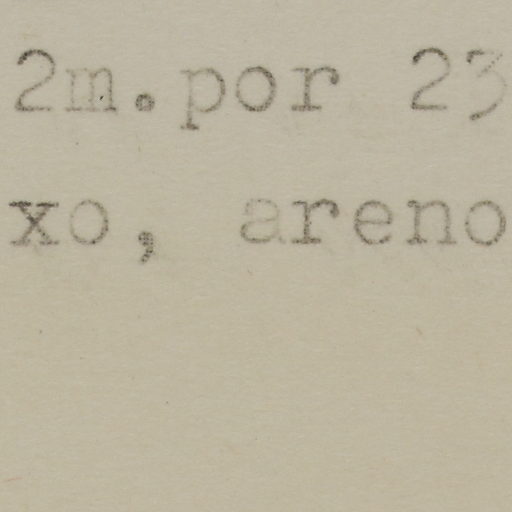 2m.por 23
xo, areno